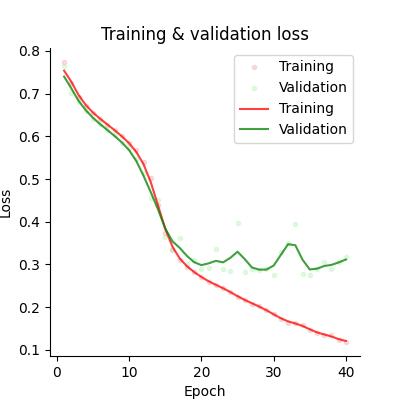 Training & validation loss
Training
Validation
Training
Validation
Loss
0.8
0.7
0.6
0.5
0.4
0.3
0.2
0.1
0 10 20 30 40
Epoch